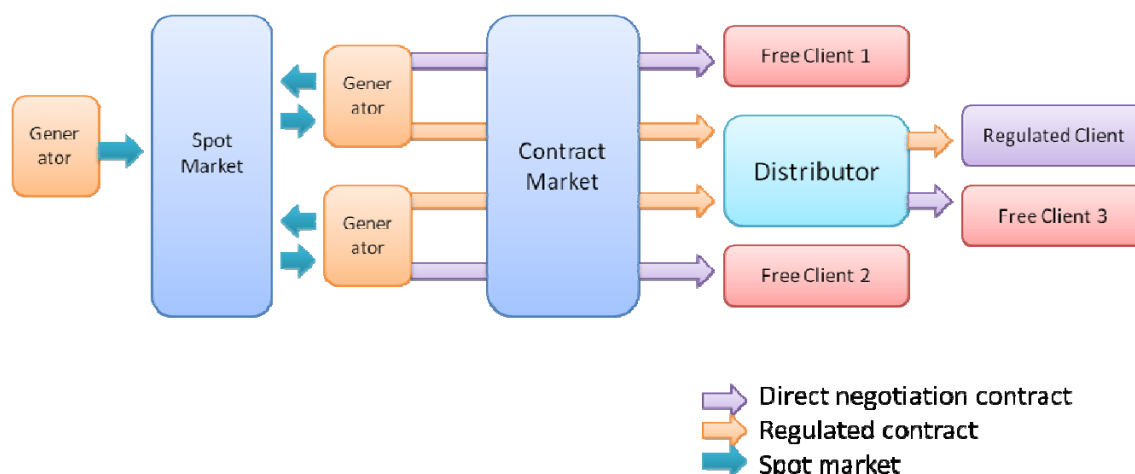 Gener
ator
Spot
Market
Gener
ator
Gener
ator
Contract
Market
Free Client 1
Distributor
Free Client 2
Regulated Client
Free Client 3
Direct negotiation contract
Regulated contract
Spot market